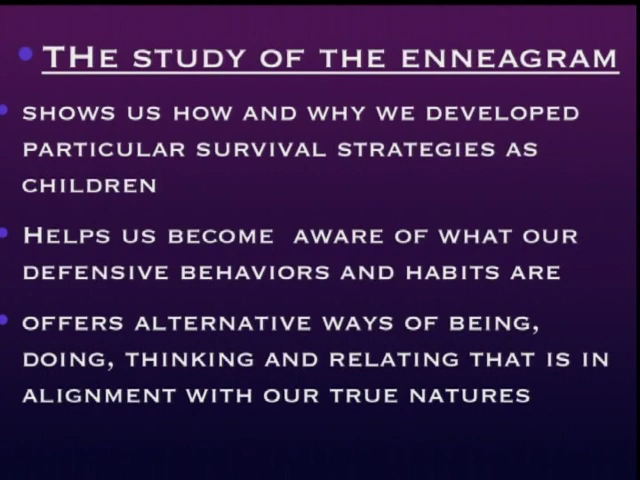 THe study of the enneagram
shows us how and why we developed
particular survival strategies as
children
Helps us become aware of what our
defensive behaviors and habits are
offers alternative ways of being,
doing, thinking and relating that is in
alignment with our true natures